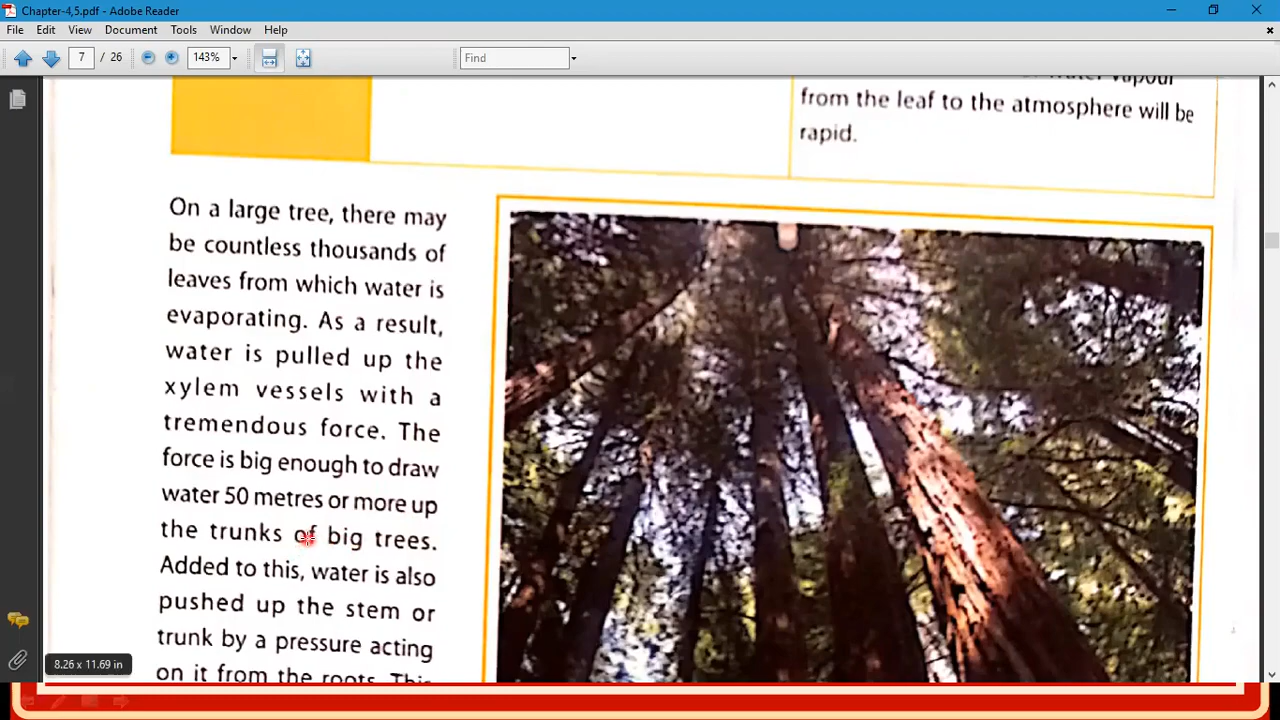 Chapter-4,5.pdf - Adobe Reader
File Edit View Document Tools Window Help
7 / 26 143% Find
from the leaf to the atmosphere will be
rapid.
On a large tree, there may
be countless thousands of
leaves from which water is
evaporating. As a result,
water is pulled up the
xylem vessels with a
tremendous force. The
force is big enough to draw
water 50 metres or more up
the trunks of big trees.
Added to this, water is also
pushed up the stem or
trunk by a pressure acting
on it from the roots. This
8.26 x 11.69 in